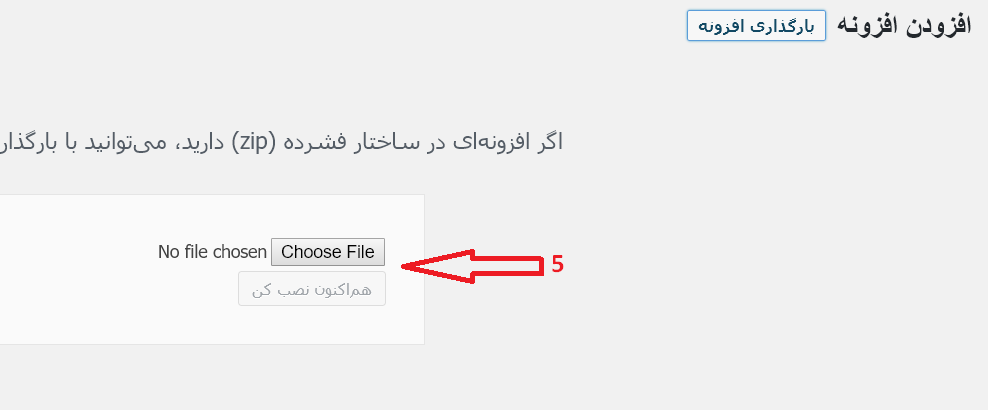 افزودن افزونه بارگذاری افزونه
اگر افزونه‌ای در ساختار فشرده (zip) دارید، می‌توانید با
No file chosen Choose File
5
هم‌اکنون نصب کن